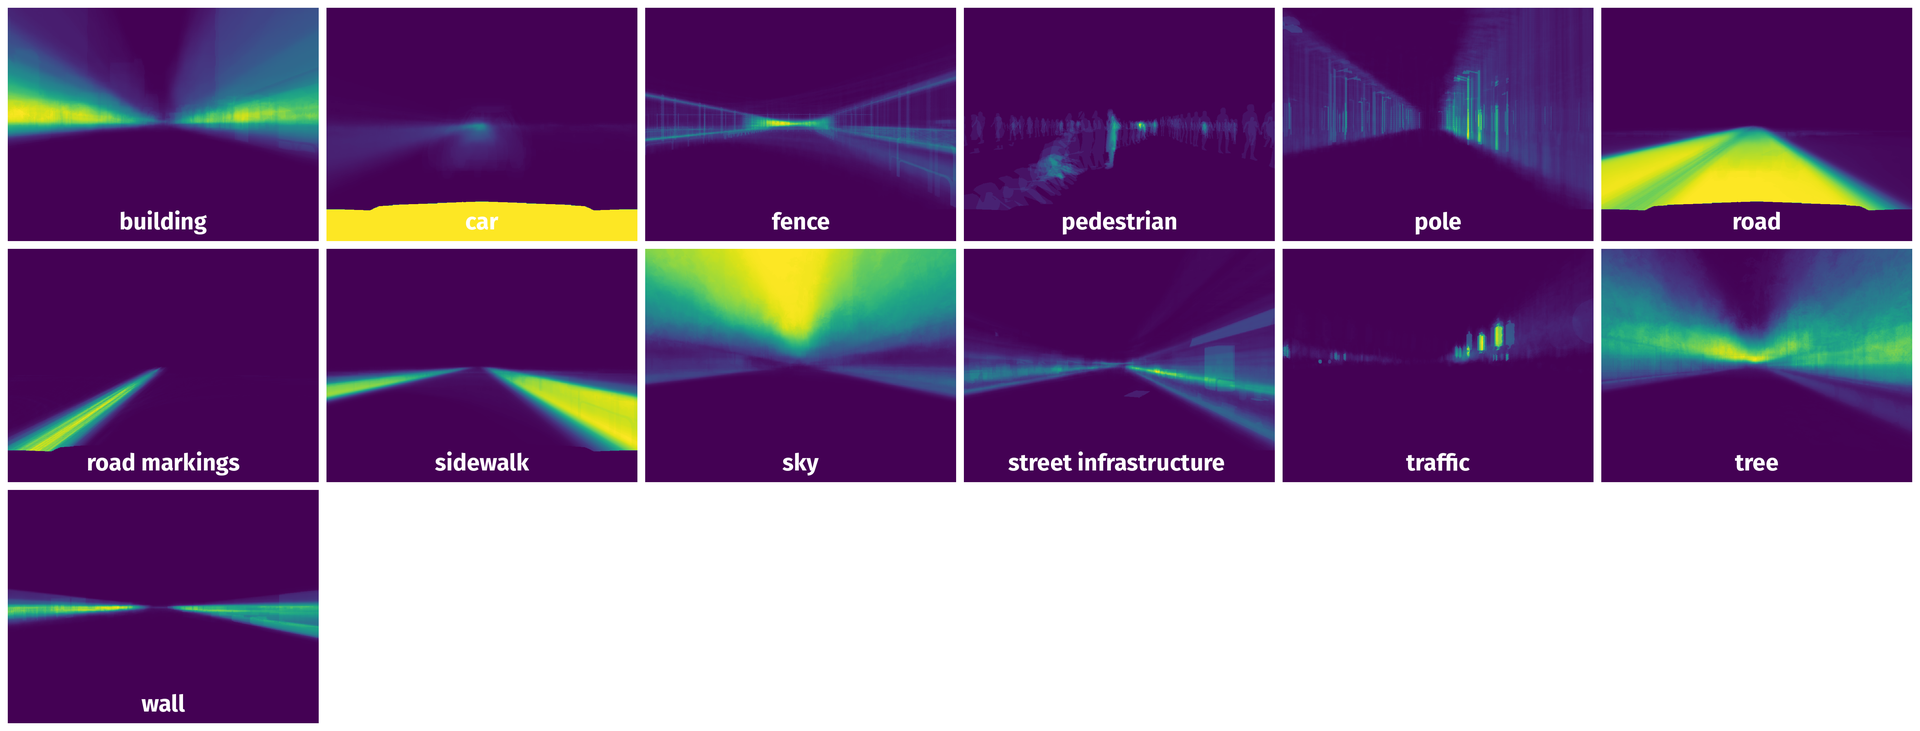 building
car
fence
pedestrian
pole
road
road markings
sidewalk
sky
street infrastructure
traffic
tree
wall